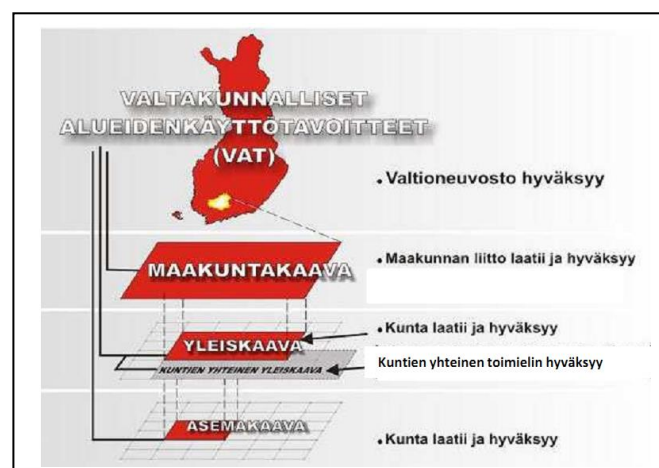 VALTAKUNNALLISET
ALUEIDENKÄYTTÖTAVOITTEET
(VAT)
• Valtioneuvosto hyväksyy
MAAKUNTAKAAVA
• Maakunnan liitto laatii ja hyväksyy
YLEISKAAVA
• Kunta laatii ja hyväksyy
KUNTIEN YHTEINEN YLEISKAAVA
Kuntien yhteinen toimielin hyväksyy
ASEMAKAAVA
• Kunta laatii ja hyväksyy